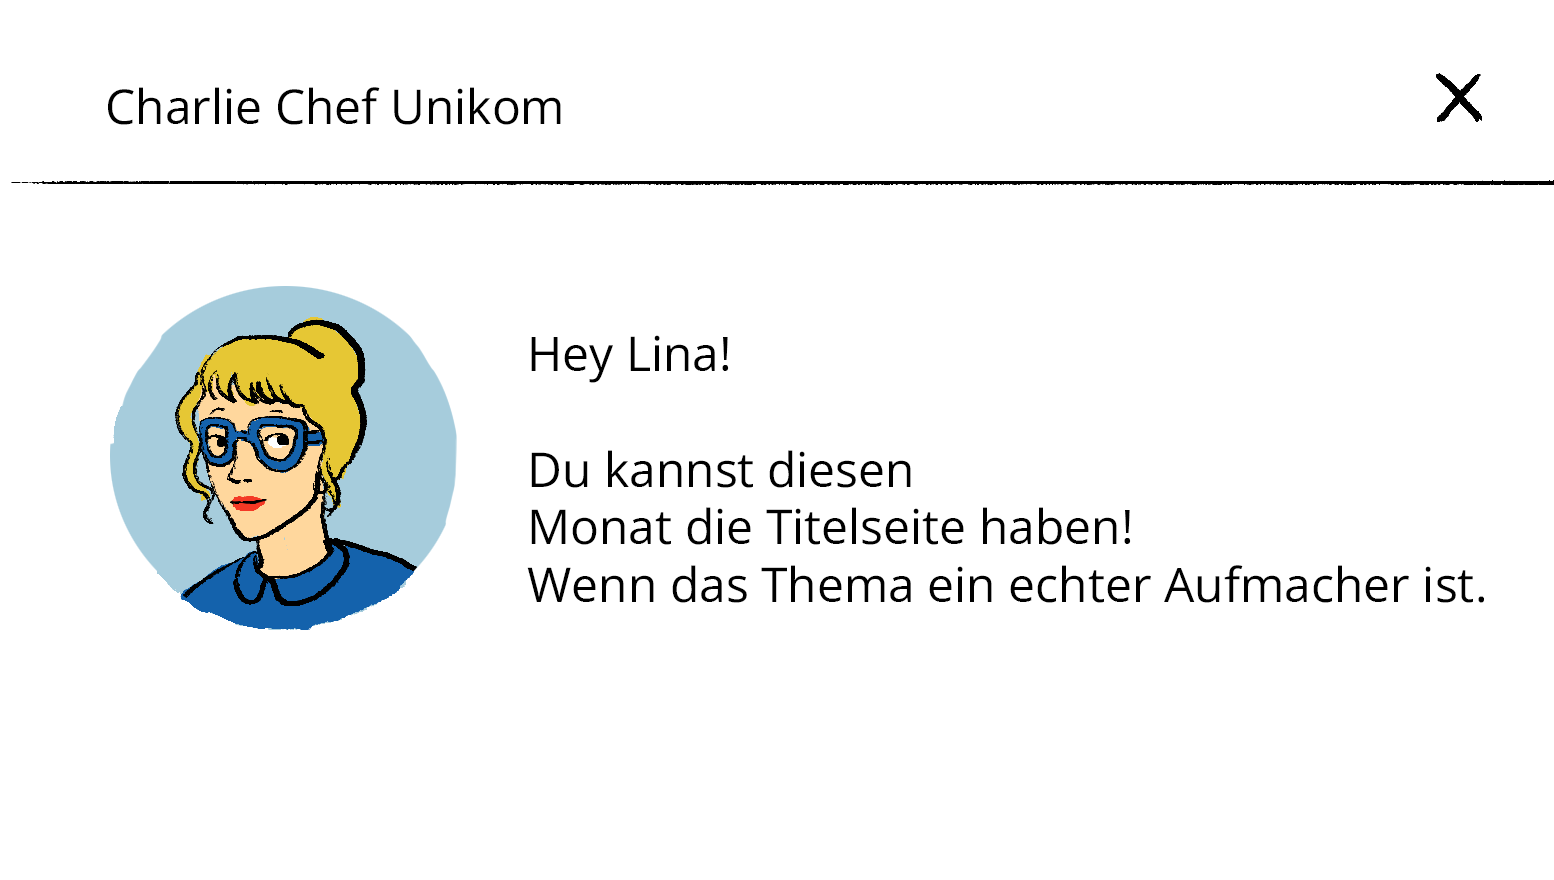 Charlie Chef Unikom
Hey Lina!
Du kannst diesen
Monat die Titelseite haben!
Wenn das Thema ein echter Aufmacher ist.